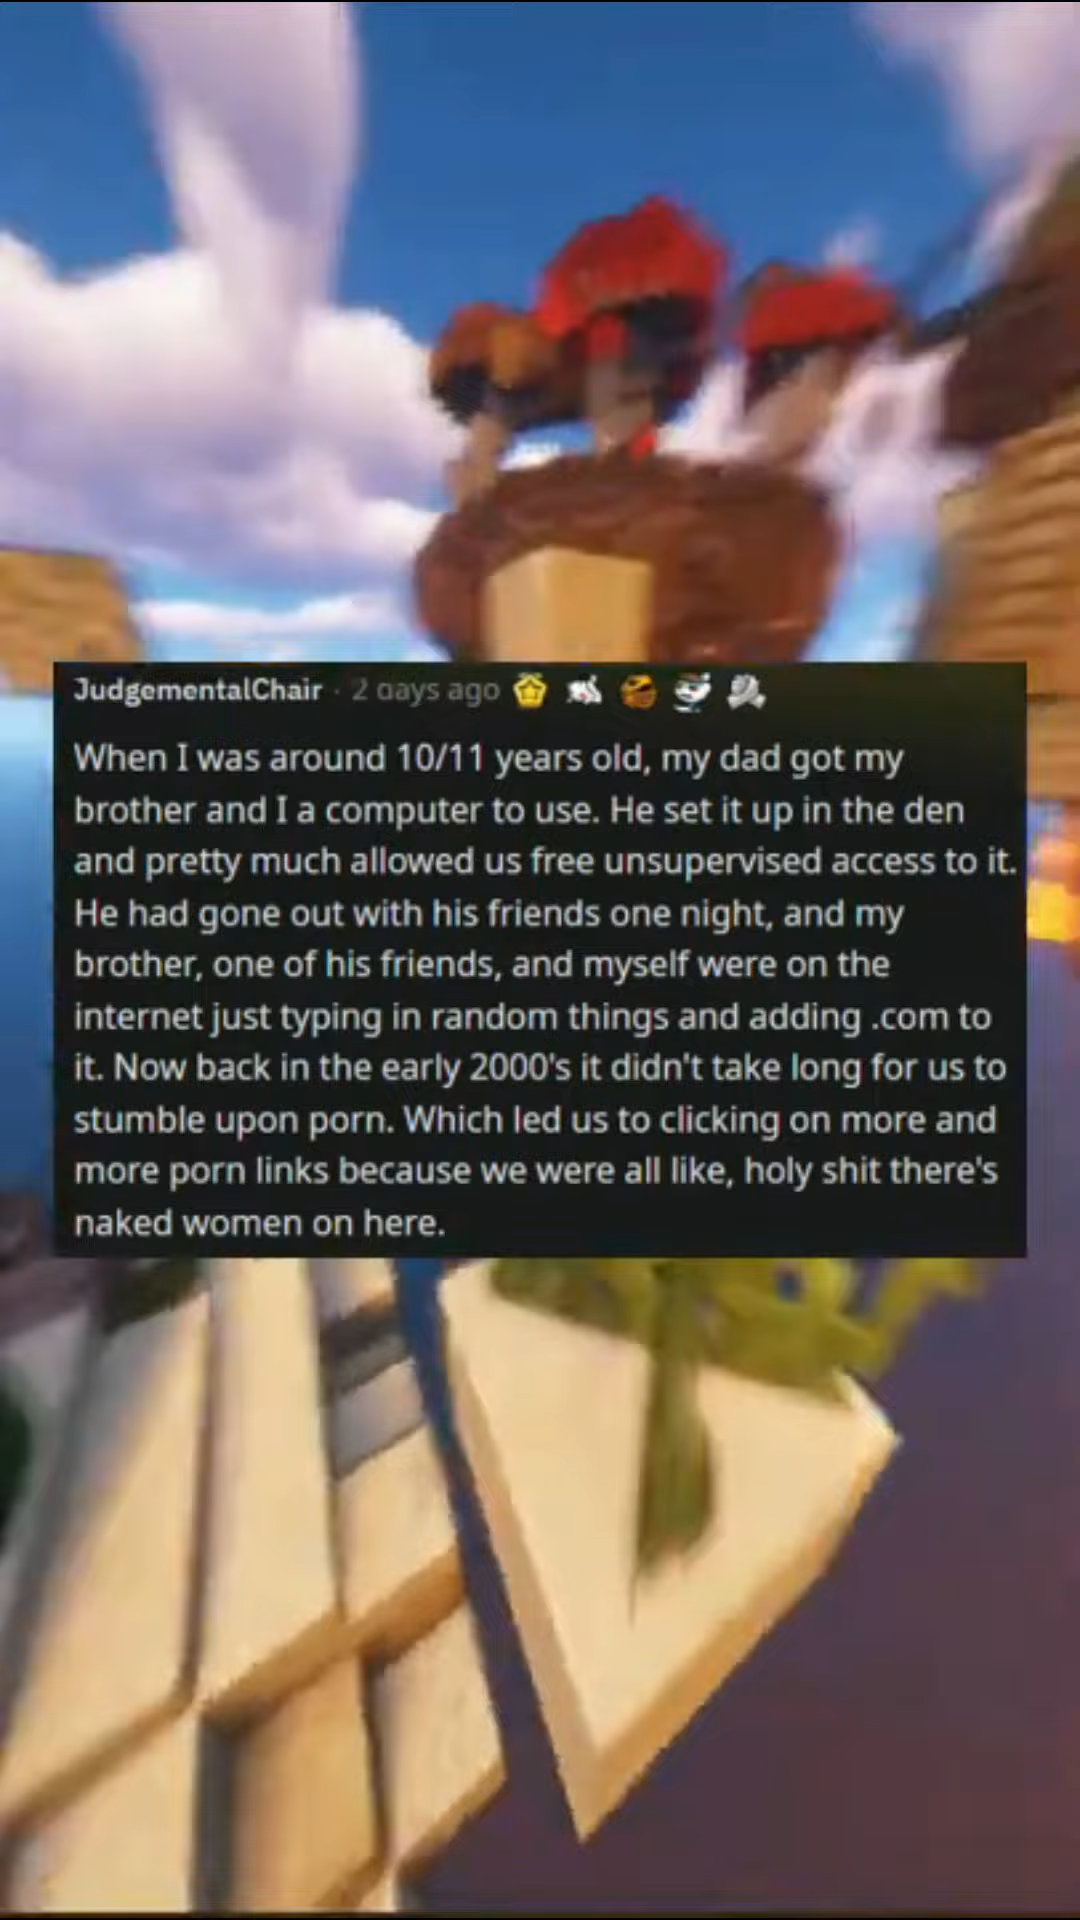 JudgementalChair · 2 days ago
When I was around 10/11 years old, my dad got my
brother and I a computer to use. He set it up in the den
and pretty much allowed us free unsupervised access to it.
He had gone out with his friends one night, and my
brother, one of his friends, and myself were on the
internet just typing in random things and adding .com to
it. Now back in the early 2000's it didn't take long for us to
stumble upon porn. Which led us to clicking on more and
more porn links because we were all like, holy shit there's
naked women on here.